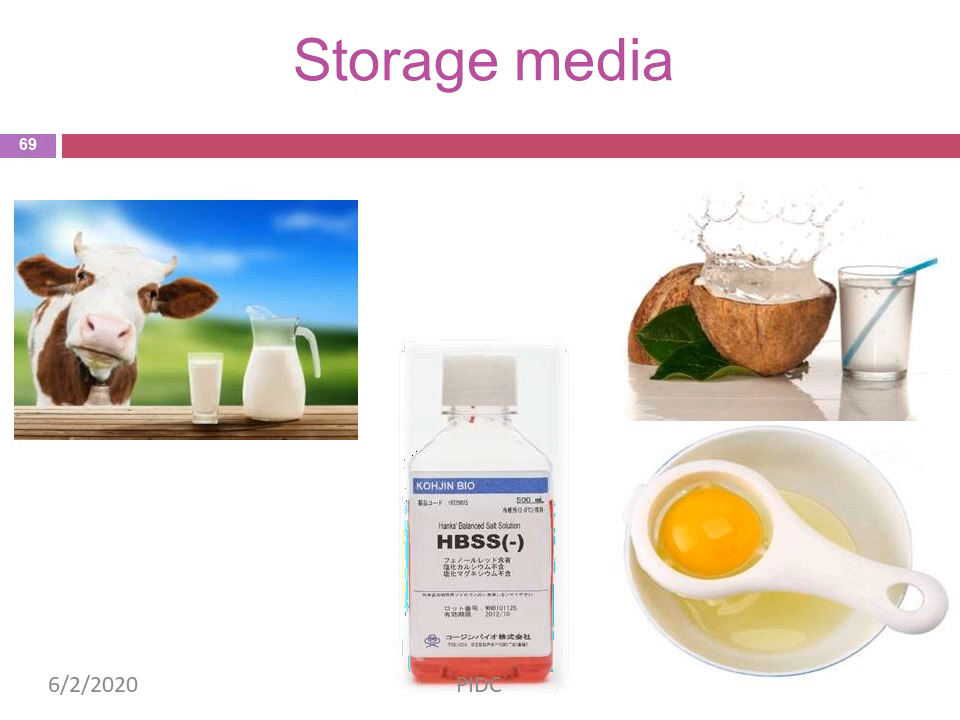 Storage media
69
KOHJIN BIO
500 mL
Hanks' Balanced Salt Solution
HBSS(-)
フェノールレッド含有
塩化カルシウム不含
塩化マグネシウム不含
ロット番号
有効期限 2012/10
コージンバイオ株式会社
6/2/2020
PIDC